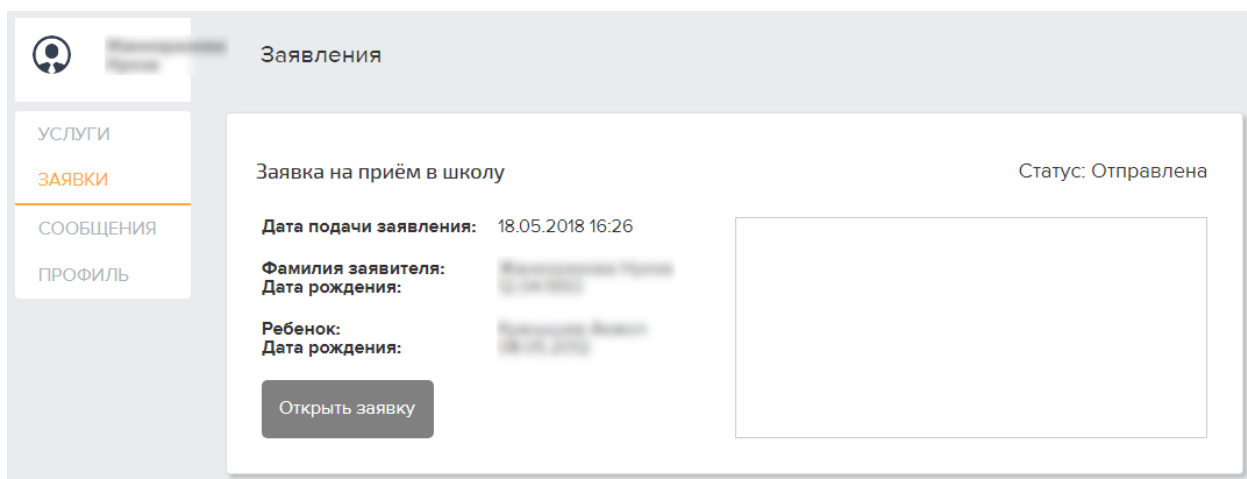 Заявления
УСЛУГИ
ЗАЯВКИ
СООБЩЕНИЯ
ПРОФИЛЬ
Заявка на приём в школу
Статус: Отправлена
Дата подачи заявления: 18.05.2018 16:26
Фамилия заявителя:
Дата рождения:
Ребенок:
Дата рождения:
Открыть заявку